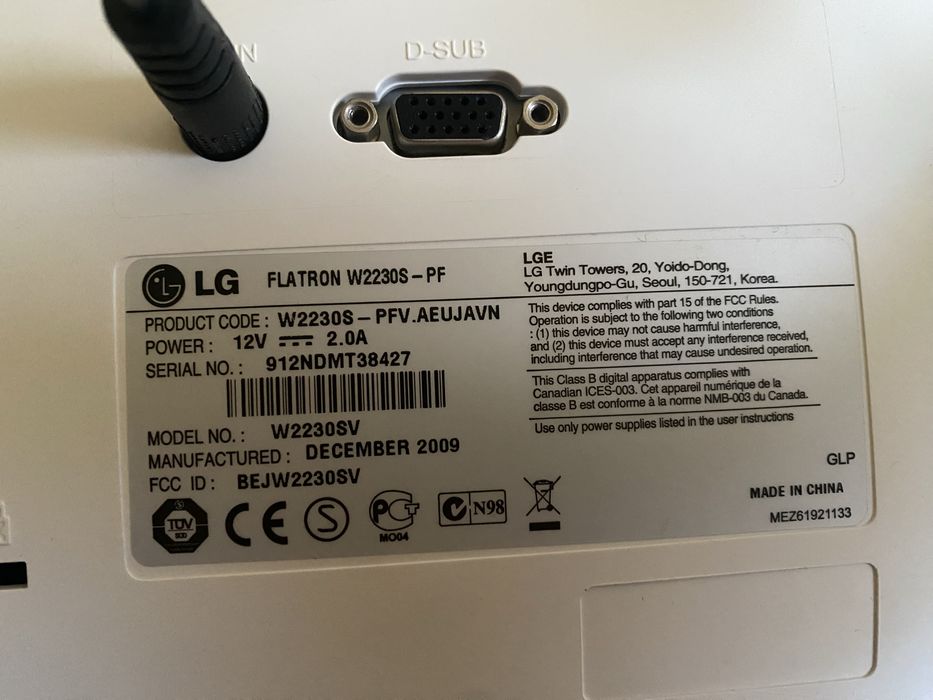 D-SUB
LG FLATRON W2230S-PF
PRODUCT CODE : W2230S-PFV.AEUJAVN
POWER : 12V 2.0A
SERIAL NO. : 912NDMT38427
MODEL NO. : W2230SV
MANUFACTURED : DECEMBER 2009
FCC ID : BEJW2230SV
TÜV
SÜD
CE
S
PCT
MO04
N98
LGE
LG Twin Towers, 20, Yoido-Dong,
Youngdungpo-Gu, Seoul, 150-721, Korea.
This device complies with part 15 of the FCC Rules.
Operation is subject to the following two conditions
: (1) this device may not cause harmful interference,
and (2) this device must accept any interference received,
including interference that may cause undesired operation.
This Class B digital apparatus complies with
Canadian ICES-003. Cet appareil numérique de la
classe B est conforme à la norme NMB-003 du Canada.
Use only power supplies listed in the user instructions
GLP
MADE IN CHINA
MEZ61921133